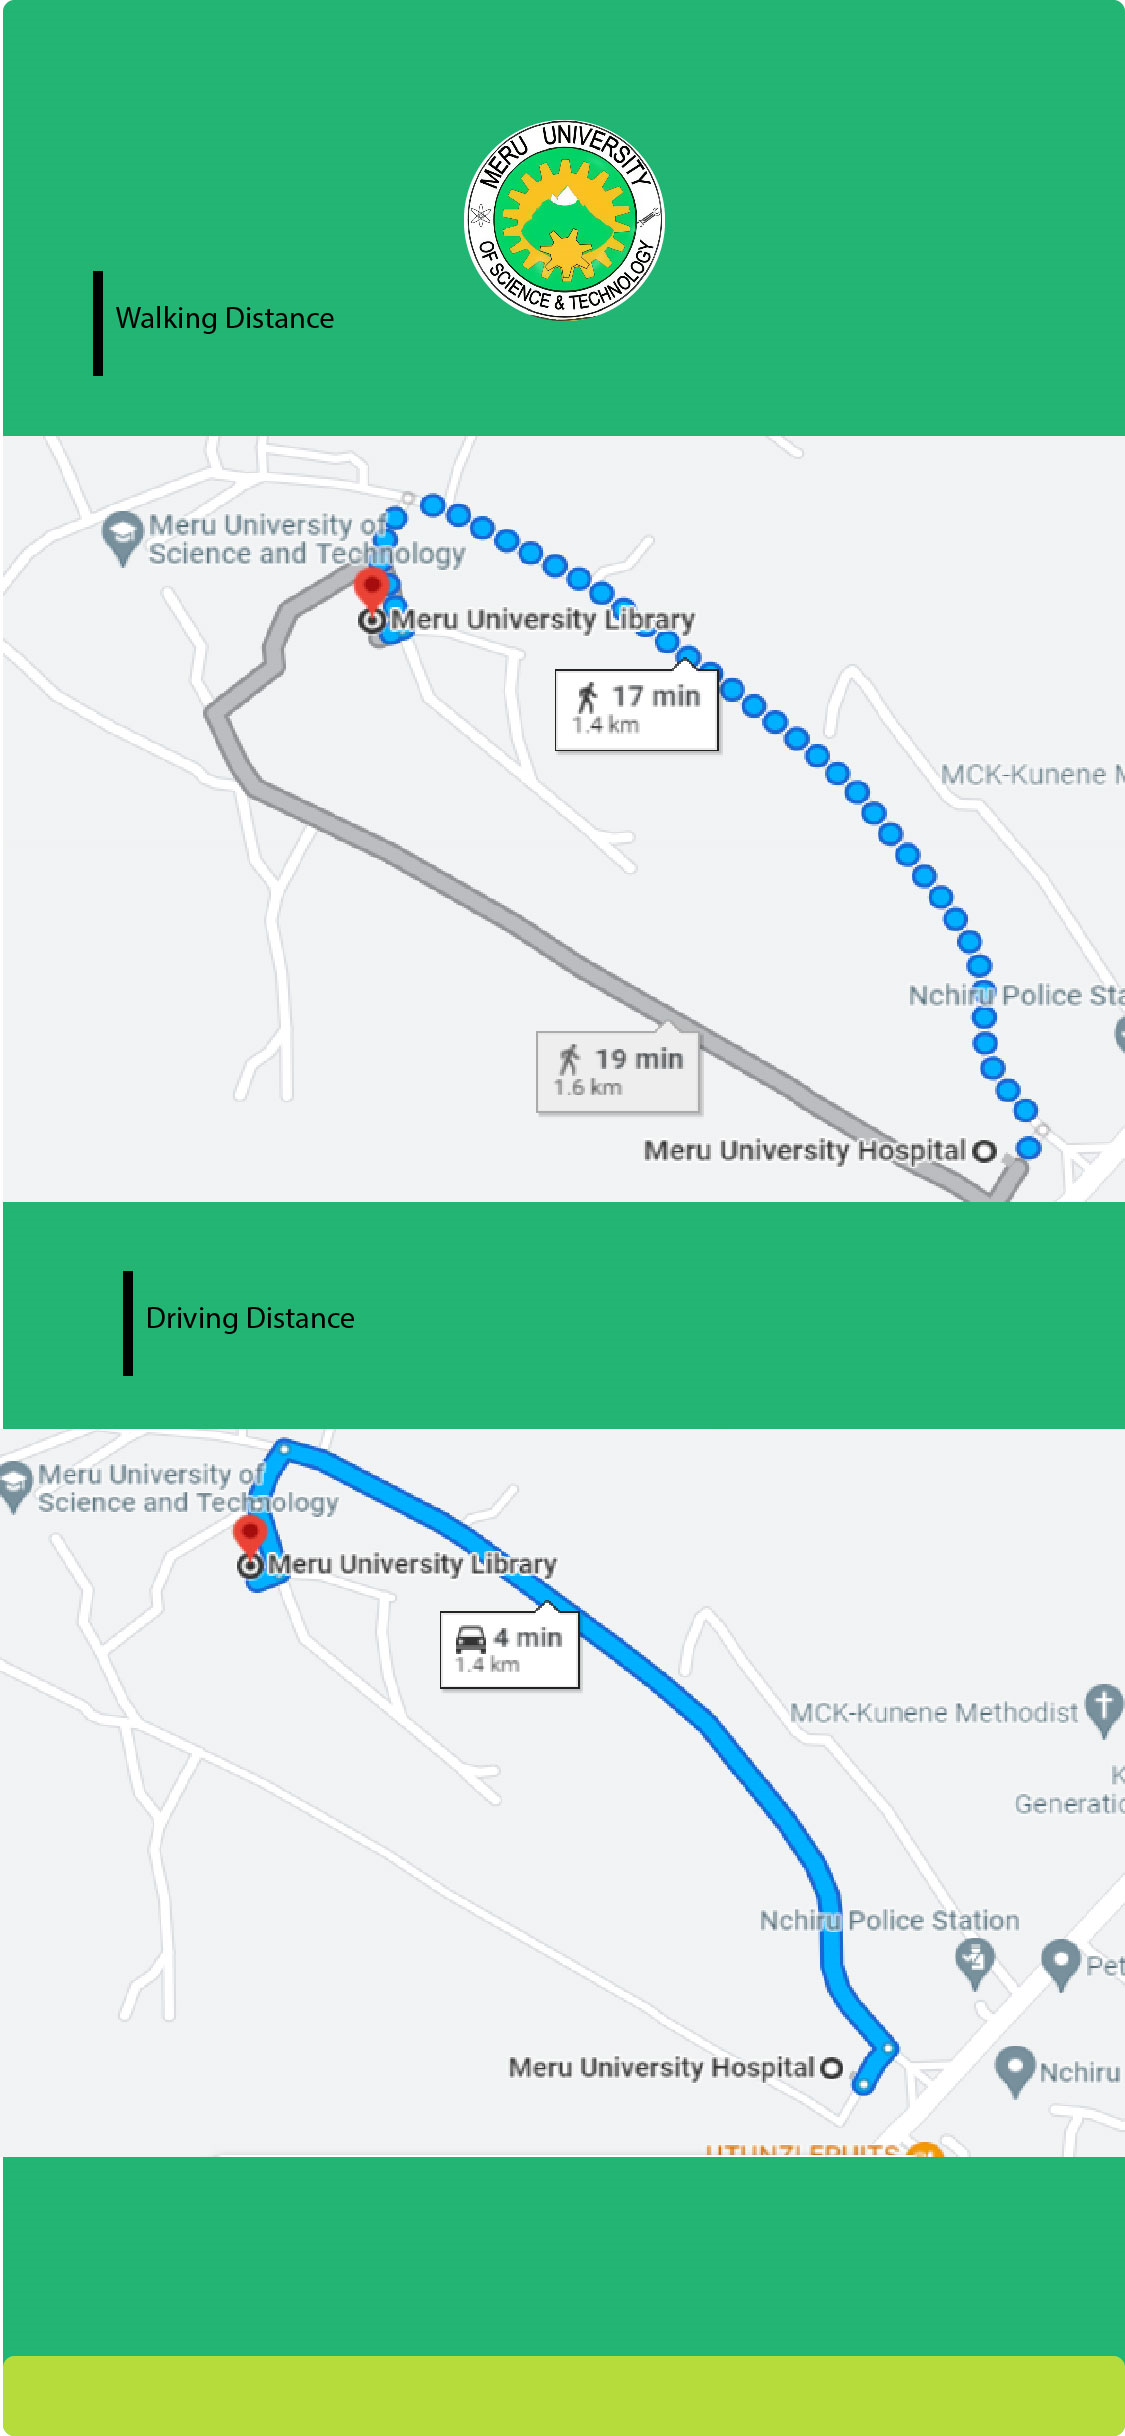 MERU UNIVERSITY
OF SCIENCE & TECHNOLOGY
Walking Distance
Meru University of
Science and Technology
Meru University Library
17 min
1.4 km
MCK-Kunene M
Nchiru Police Sta
19 min
1.6 km
Meru University Hospital
Driving Distance
Meru University of
Science and Technology
Meru University Library
4 min
1.4 km
MCK-Kunene Methodist
K
Generatio
Nchiru Police Station
Pet
Meru University Hospital
Nchiru
UTUNZI FRUITS